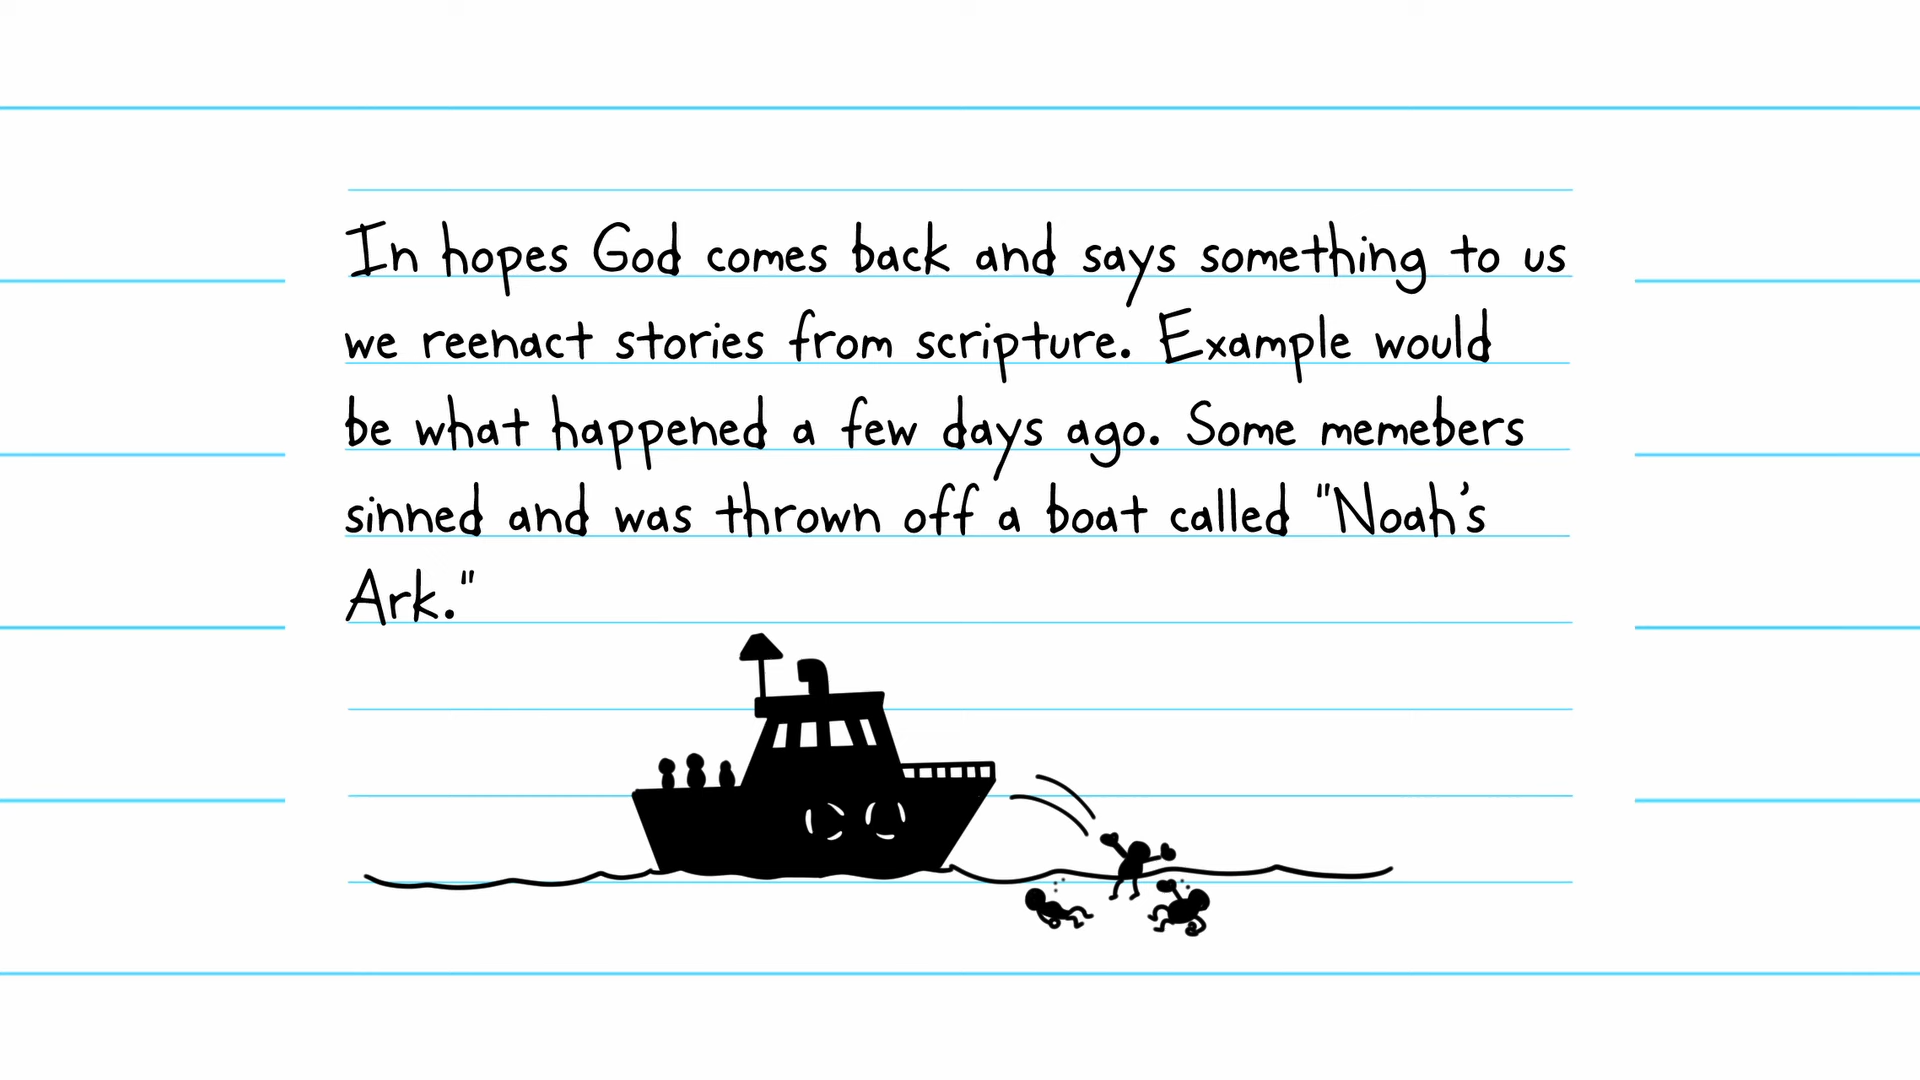 In hopes God comes back and says something to us
we reenact stories from scripture. Example would
be what happened a few days ago. Some memebers
sinned and was thrown off a boat called "Noah's
Ark."